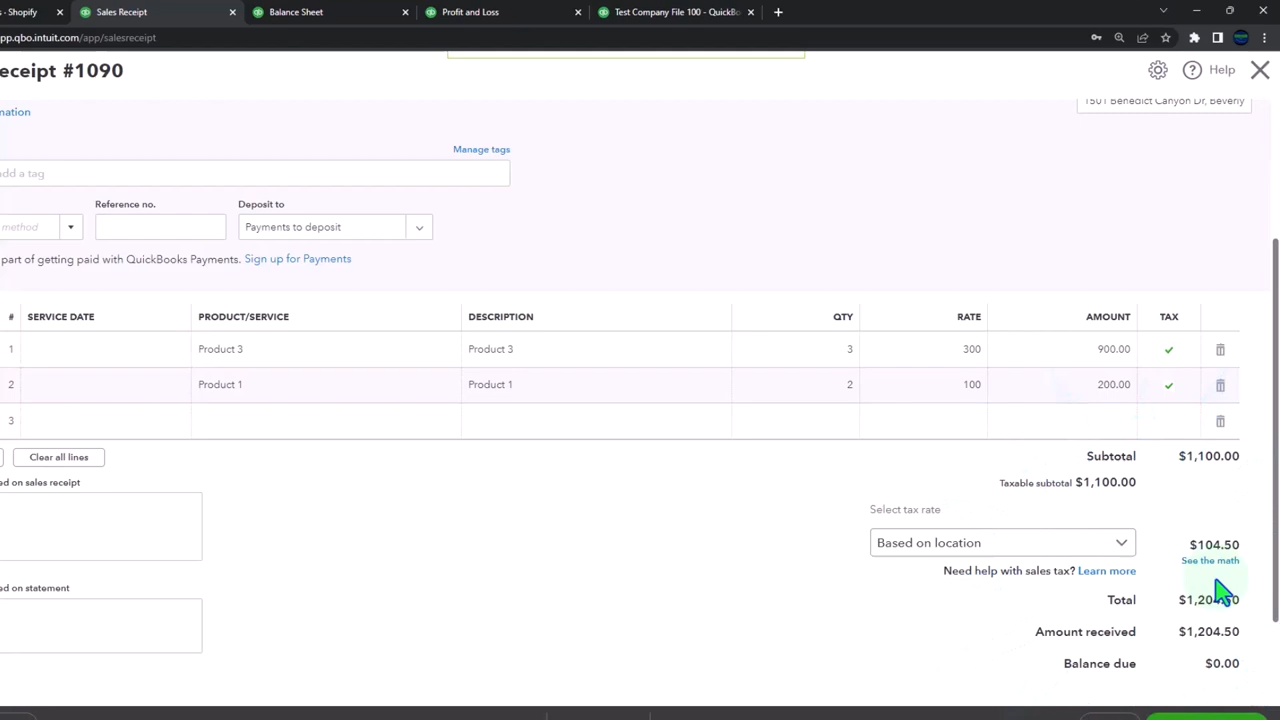 s - Shopify
Sales Receipt
Balance Sheet
Profit and Loss
Test Company File 100 - QuickBo
app.qbo.intuit.com/app/salesreceipt
eceipt #1090
Help
mation
1501 Benedict Canyon Dr, Beverly
Manage tags
add a tag
Reference no.
Deposit to
method
Payments to deposit
part of getting paid with QuickBooks Payments. Sign up for Payments
# SERVICE DATE PRODUCT/SERVICE DESCRIPTION QTY RATE AMOUNT TAX
1 Product 3 Product 3 3 300 900.00
2 Product 1 Product 1 2 100 200.00
3
Clear all lines
Subtotal $1,100.00
ed on sales receipt
Taxable subtotal $1,100.00
Select tax rate
Based on location
$104.50
See the math
Need help with sales tax? Learn more
ed on statement
Total $1,204.50
Amount received $1,204.50
Balance due $0.00